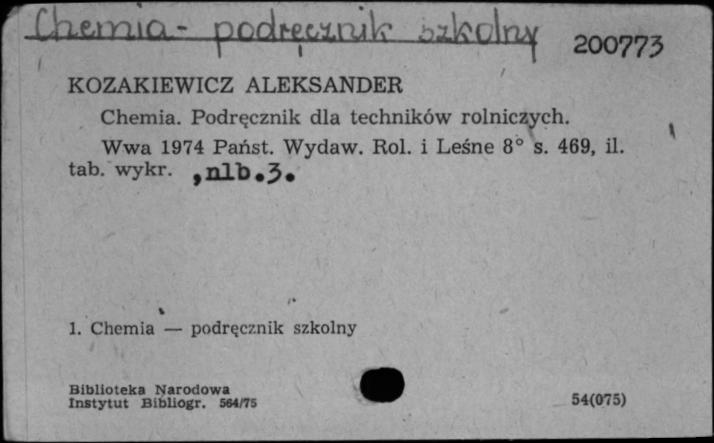 Chemia - podręcznik szkolny
200773
KOZAKIEWICZ ALEKSANDER
Chemia. Podręcznik dla techników rolniczych.
Wwa 1974 Państ. Wydaw. Rol. i Leśne 8° s. 469, il.
tab. wykr. ,nlb.3.
1. Chemia — podręcznik szkolny
Biblioteka Narodowa
Instytut Bibliogr. 564/75
54(075)